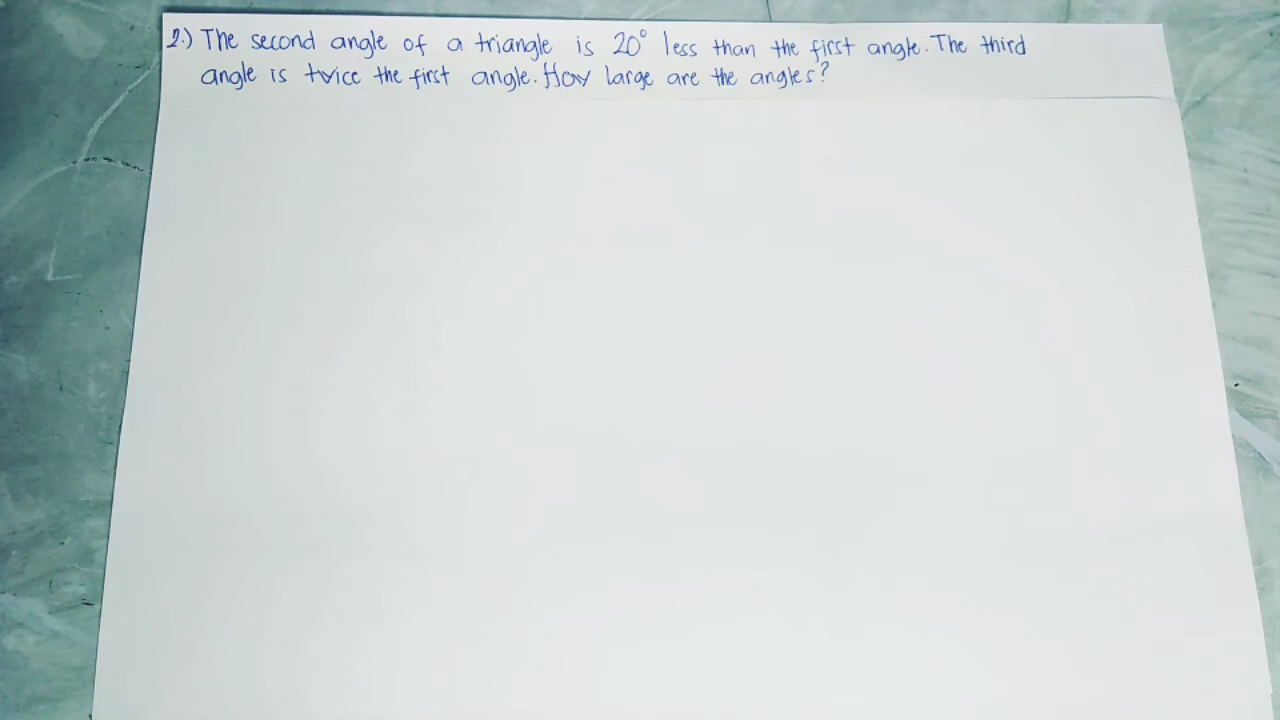 2.) The second angle of a triangle is 20° less than the first angle. The third
angle is twice the first angle. How large are the angles?